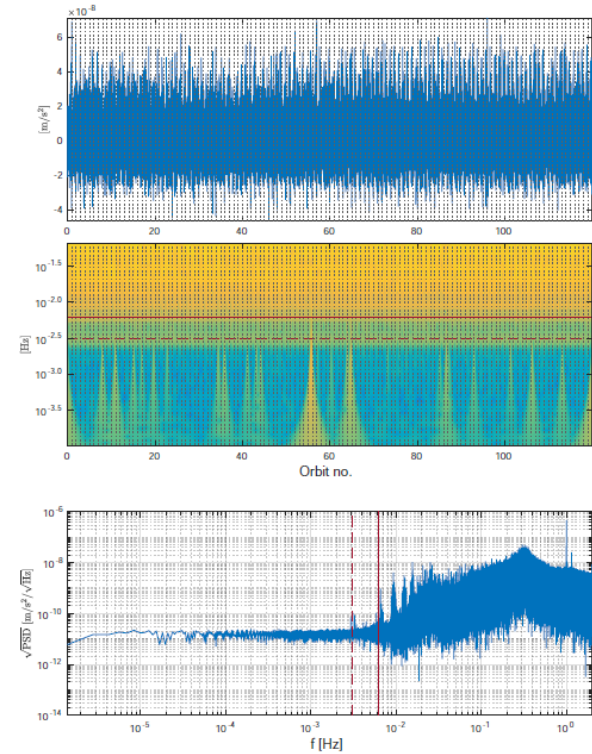 ×10⁻⁸
6
4
2
0
-2
-4
[m/s²]
0 20 40 60 80 100
10⁻¹·⁵
10⁻²·⁰
10⁻²·⁵
10⁻³·⁰
10⁻³·⁵
[Hz]
0 20 40 60 80 100
Orbit no.
10⁻⁶
10⁻⁸
10⁻¹⁰
10⁻¹²
10⁻¹⁴
√PSD [m/s²/√Hz]
10⁻⁵ 10⁻⁴ 10⁻³ 10⁻² 10⁻¹ 10⁰
f [Hz]